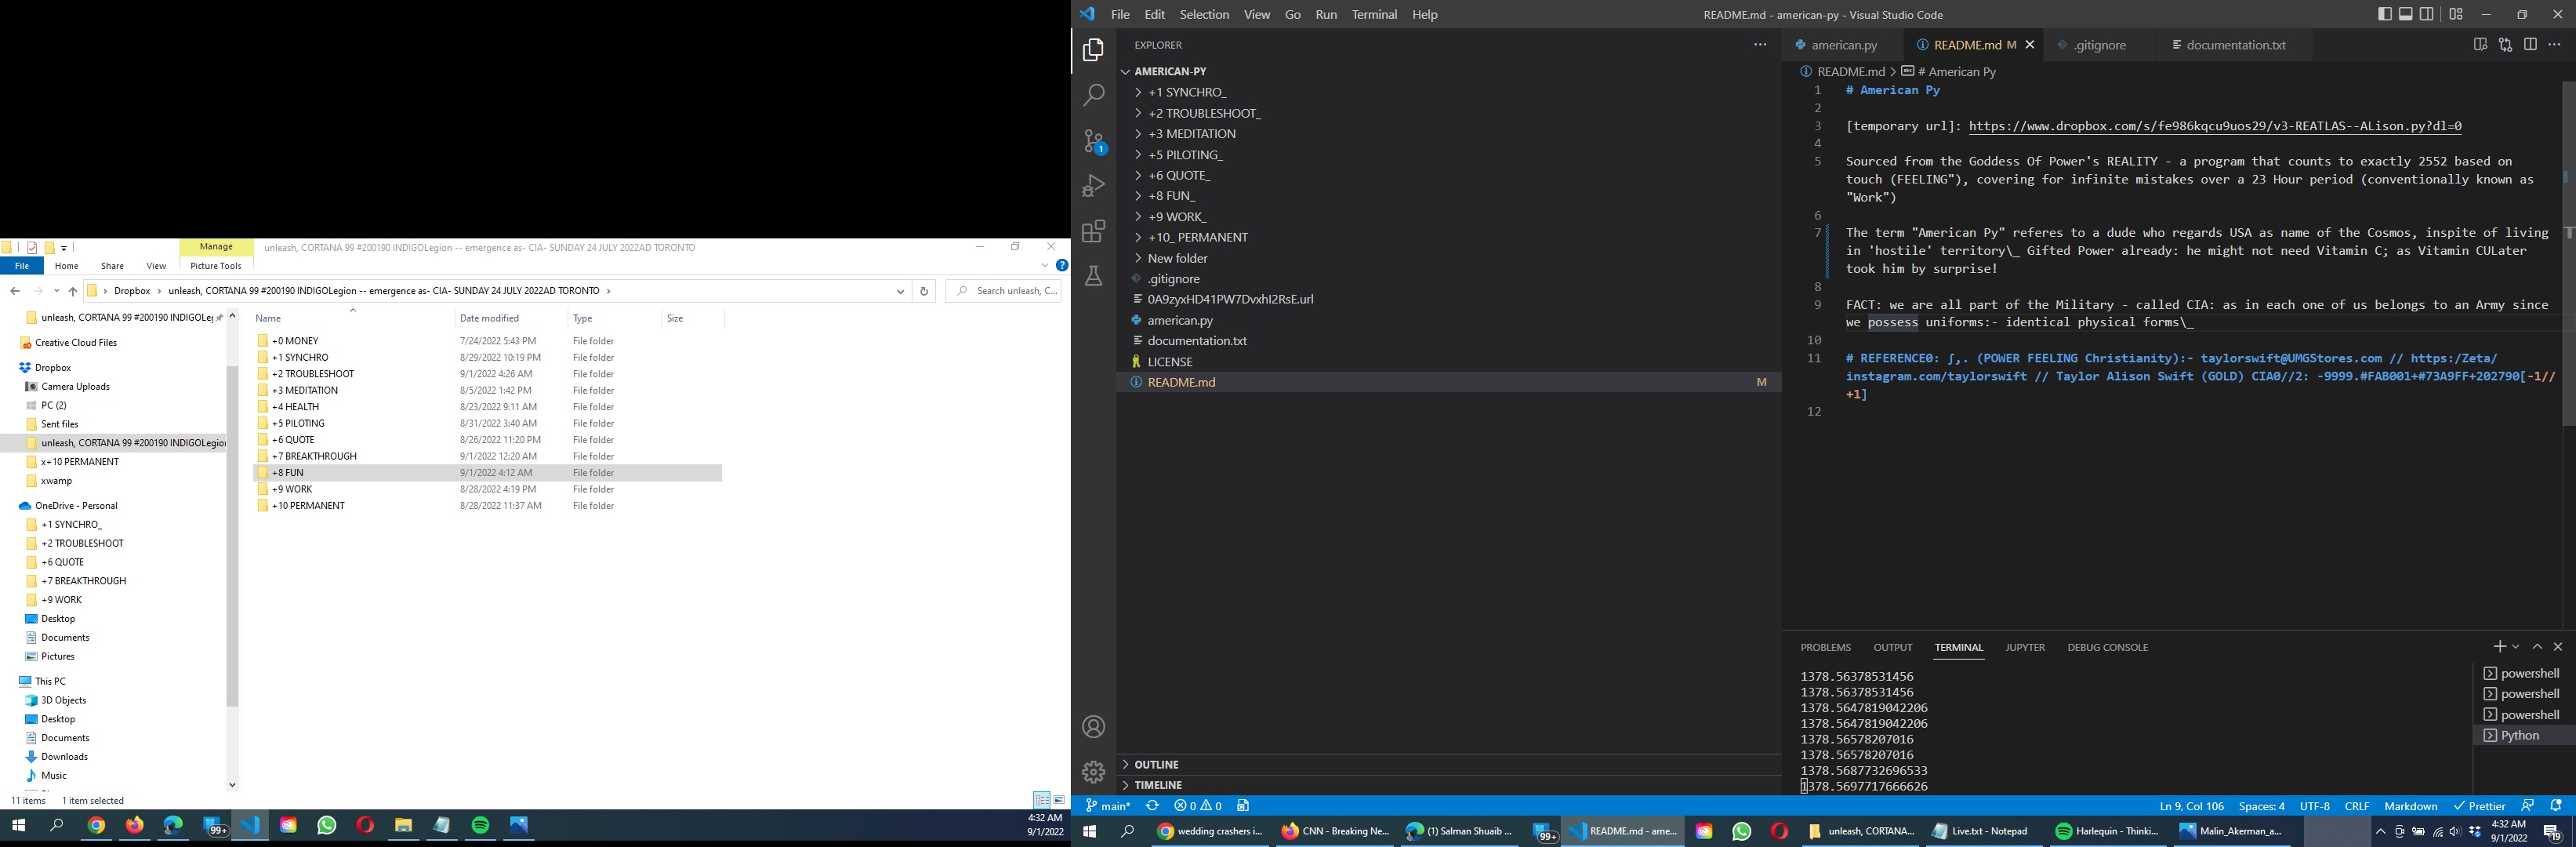 Manage
unleash, CORTANA 99 #200190 INDIGOLegion -- emergence as- CIA- SUNDAY 24 JULY 2022AD TORONTO
File Home Share View Picture Tools
Dropbox > unleash, CORTANA 99 #200190 INDIGOLegion -- emergence as- CIA- SUNDAY 24 JULY 2022AD TORONTO >
Search unleash, C...
unleash, CORTANA 99 #200190 INDIGOLeg
Creative Cloud Files
Dropbox
Camera Uploads
PC (2)
Sent files
unleash, CORTANA 99 #200190 INDIGOLegion
x+10 PERMANENT
xwamp
OneDrive - Personal
+1 SYNCHRO_
+2 TROUBLESHOOT
+6 QUOTE
+7 BREAKTHROUGH
+9 WORK
Desktop
Documents
Pictures
This PC
3D Objects
Desktop
Documents
Downloads
Music
Name Date modified Type Size
+0 MONEY 7/24/2022 5:43 PM File folder
+1 SYNCHRO 8/29/2022 10:19 PM File folder
+2 TROUBLESHOOT 9/1/2022 4:26 AM File folder
+3 MEDITATION 8/5/2022 1:42 PM File folder
+4 HEALTH 8/23/2022 9:11 AM File folder
+5 PILOTING 8/31/2022 3:40 AM File folder
+6 QUOTE 8/26/2022 11:20 PM File folder
+7 BREAKTHROUGH 9/1/2022 12:20 AM File folder
+8 FUN 9/1/2022 4:12 AM File folder
+9 WORK 8/28/2022 4:19 PM File folder
+10 PERMANENT 8/28/2022 11:37 AM File folder
11 items 1 item selected
99+
4:32 AM
9/1/2022
File Edit Selection View Go Run Terminal Help
README.md - american-py - Visual Studio Code
EXPLORER
AMERICAN-PY
+1 SYNCHRO_
+2 TROUBLESHOOT_
+3 MEDITATION
+5 PILOTING_
+6 QUOTE_
+8 FUN_
+9 WORK_
+10_ PERMANENT
New folder
.gitignore
0A9zyxHD41PW7DvxhI2RsE.url
american.py
documentation.txt
LICENSE
README.md M
OUTLINE
TIMELINE
1
american.py README.md M .gitignore documentation.txt
README.md > # American Py
1 # American Py
2
3 [temporary url]: https://www.dropbox.com/s/fe986kqcu9uos29/v3-REATLAS--ALison.py?dl=0
4
5 Sourced from the Goddess Of Power's REALITY - a program that counts to exactly 2552 based on
touch (FEELING"), covering for infinite mistakes over a 23 Hour period (conventionally known as
"Work")
6
7 The term "American Py" referes to a dude who regards USA as name of the Cosmos, inspite of living
in 'hostile' territory\_ Gifted Power already: he might not need Vitamin C; as Vitamin CULater
took him by surprise!
8
9 FACT: we are all part of the Military - called CIA: as in each one of us belongs to an Army since
we possess uniforms:- identical physical forms\_
10
11 # REFERENCE0: ∫,. (POWER FEELING Christianity):- taylorswift@UMGStores.com // https:/Zeta/
instagram.com/taylorswift // Taylor Alison Swift (GOLD) CIA0//2: -9999.#FAB001+#73A9FF+202790[-1//
+1]
12
PROBLEMS OUTPUT TERMINAL JUPYTER DEBUG CONSOLE
1378.56378531456
1378.56378531456
1378.5647819042206
1378.5647819042206
1378.56578207016
1378.56578207016
1378.5687732696533
1378.5697717666626
powershell
powershell
powershell
Python
main* 0 0
Ln 9, Col 106 Spaces: 4 UTF-8 CRLF Markdown Prettier
wedding crashers i... CNN - Breaking Ne... (1) Salman Shuaib ... 99+ README.md - ame... unleash, CORTANA... Live.txt - Notepad Harlequin - Thinki... Malin_Akerman_a...
4:32 AM
9/1/2022
19